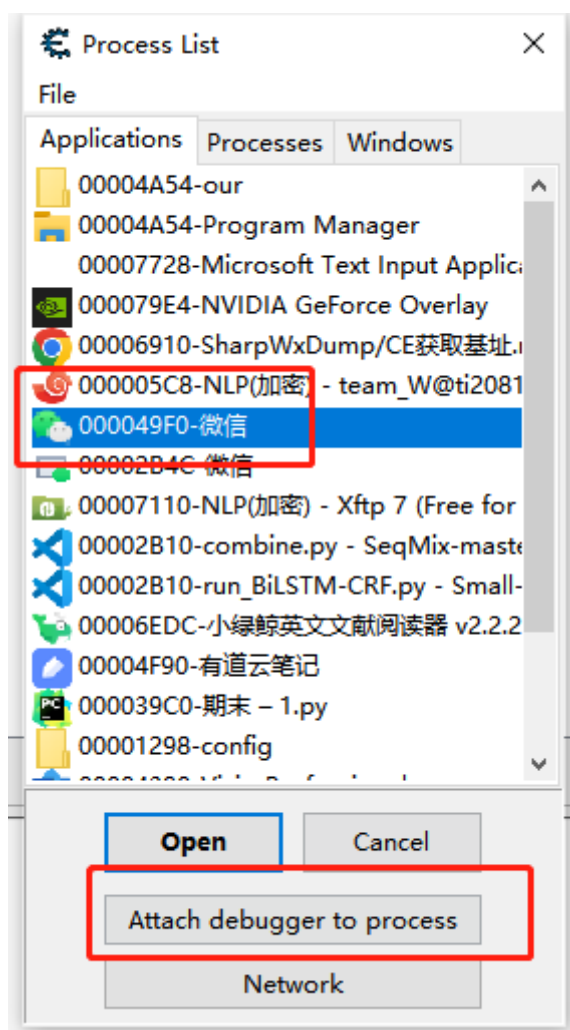 Process List
File
Applications Processes Windows
00004A54-our
00004A54-Program Manager
00007728-Microsoft Text Input Applic
000079E4-NVIDIA GeForce Overlay
00006910-SharpWxDump/CE获取基址.
000005C8-NLP(加密) - team_W@ti2081
000049F0-微信
00002B4C-微信
00007110-NLP(加密) - Xftp 7 (Free for
00002B10-combine.py - SeqMix-maste
00002B10-run_BiLSTM-CRF.py - Small-
00006EDC-小绿鲸英文文献阅读器 v2.2.2
00004F90-有道云笔记
000039C0-期末 – 1.py
00001298-config
Open Cancel
Attach debugger to process
Network